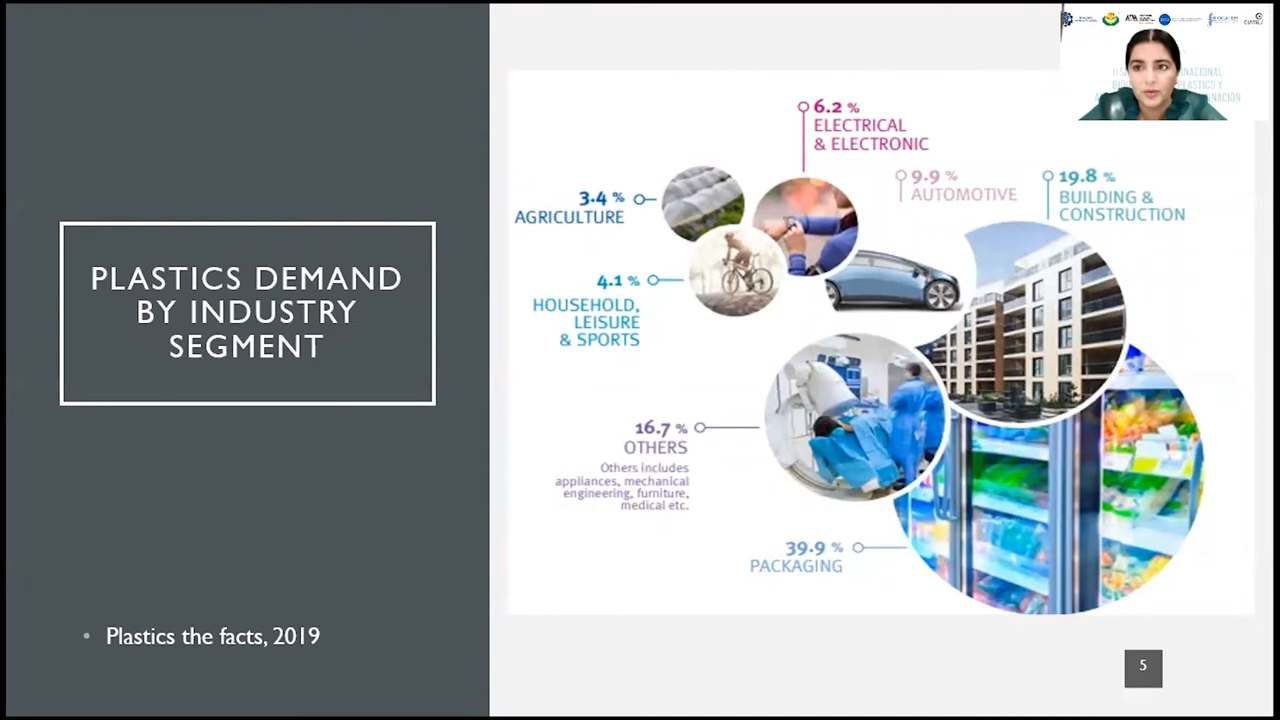 PLASTICS DEMAND
BY INDUSTRY
SEGMENT
• Plastics the facts, 2019
6.2 %
ELECTRICAL
& ELECTRONIC
9.9 %
AUTOMOTIVE
19.8 %
BUILDING &
CONSTRUCTION
3.4 %
AGRICULTURE
4.1 %
HOUSEHOLD,
LEISURE
& SPORTS
16.7 %
OTHERS
Others includes
appliances, mechanical
engineering, furniture,
medical etc.
39.9 %
PACKAGING
5